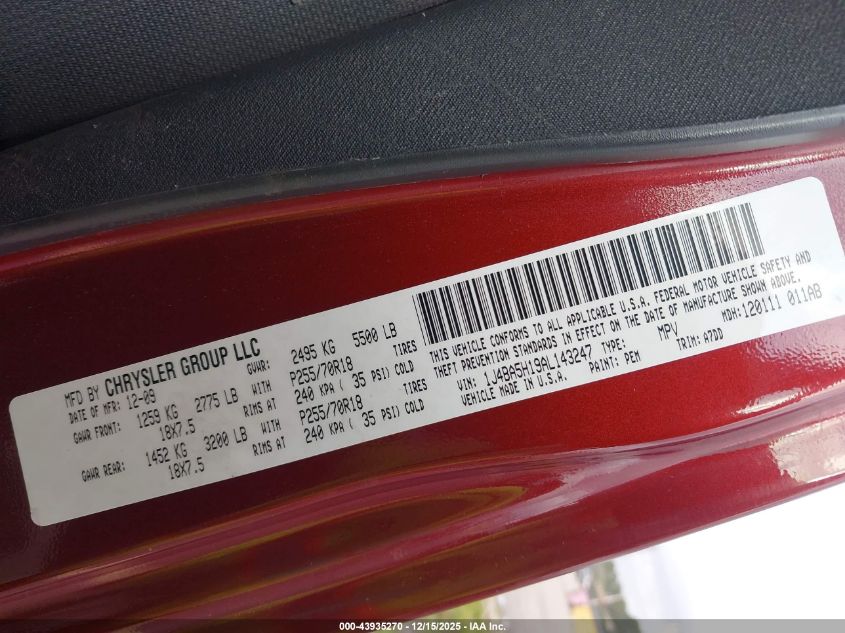 MFD BY CHRYSLER GROUP LLC
DATE OF MFR: 12-09 GVWR: 2495 KG 5500 LB
GAWR FRONT: 1259 KG 2775 LB WITH P255/70R18 TIRES
18X7.5 RIMS AT 240 KPA ( 35 PSI) COLD
GAWR REAR: 1452 KG 3200 LB WITH P255/70R18 TIRES
18X7.5 RIMS AT 240 KPA ( 35 PSI) COLD
THIS VEHICLE CONFORMS TO ALL APPLICABLE U.S.A. FEDERAL MOTOR VEHICLE SAFETY AND
THEFT PREVENTION STANDARDS IN EFFECT ON THE DATE OF MANUFACTURE SHOWN ABOVE.
VIN: 1J4BA5H19AL143247 TYPE: MPV MDH: 120111 011AB
VEHICLE MADE IN U.S.A. PAINT: PEM TRIM: A7DD
000-43935270 - 12/15/2025 - IAA Inc.